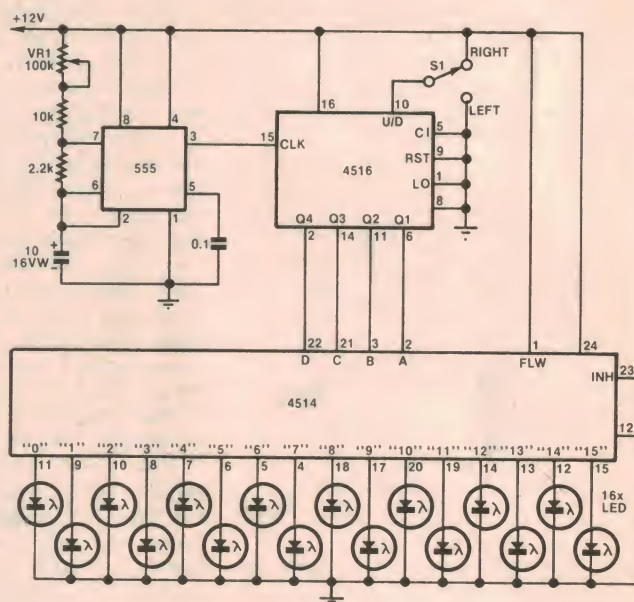 +12V
VR1
100k
10k
2.2k
10
16VW
+
-
7
6
8
4
3
5
2
1
555
0.1
15
CLK
16
10
U/D
4516
CI
5
RST
9
LO
1
8
Q4
Q3
Q2
Q1
2
14
11
6
S1
RIGHT
LEFT
22
21
3
2
1
24
D
C
B
A
FLW
INH
23
12
4514
"0" "1" "2" "3" "4" "5" "6" "7" "8" "9" "10" "11" "12" "13" "14" "15"
11 9 10 8 7 6 5 4 18 17 20 19 14 13 12 15
λ λ λ λ λ λ λ λ λ λ λ λ λ λ λ λ
16x
LED